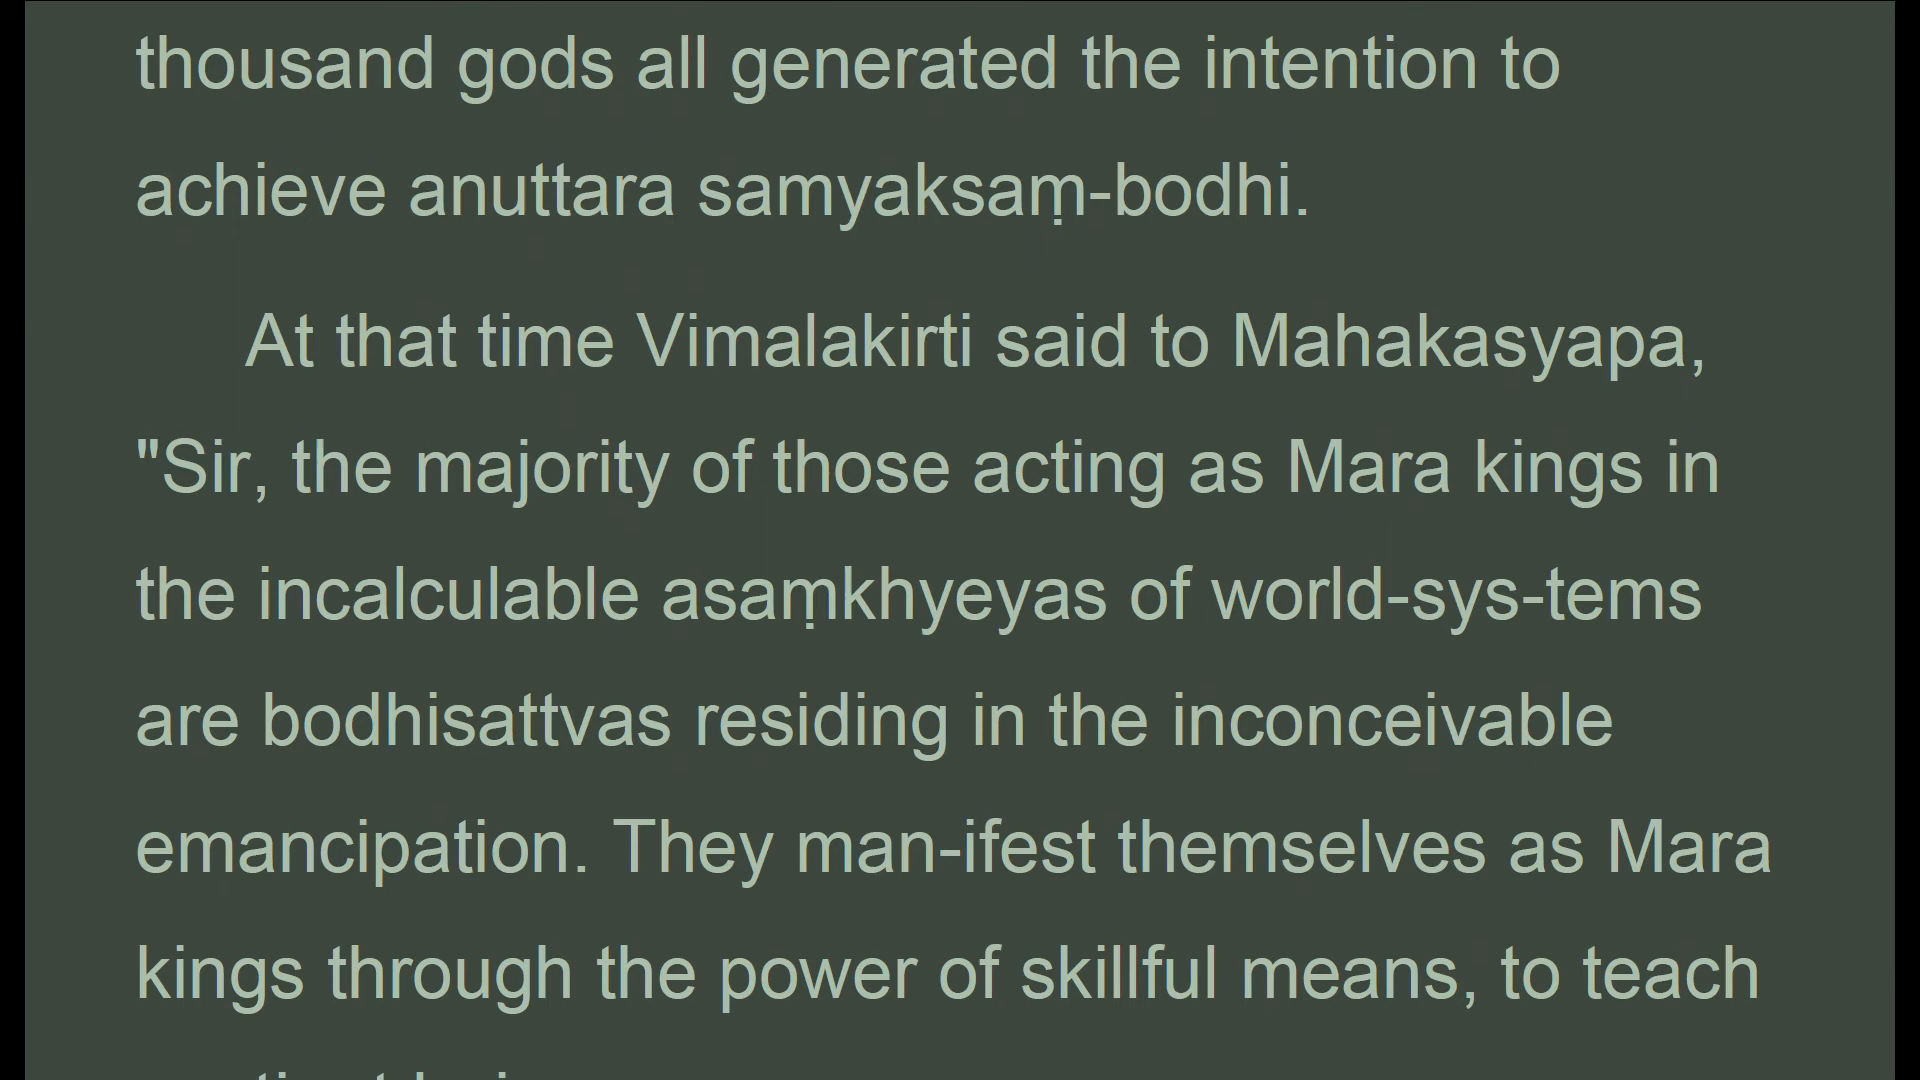 thousand gods all generated the intention to
achieve anuttara samyaksaṃ-bodhi.
At that time Vimalakirti said to Mahakasyapa,
"Sir, the majority of those acting as Mara kings in
the incalculable asaṃkhyeyas of world-sys-tems
are bodhisattvas residing in the inconceivable
emancipation. They man-ifest themselves as Mara
kings through the power of skillful means, to teach